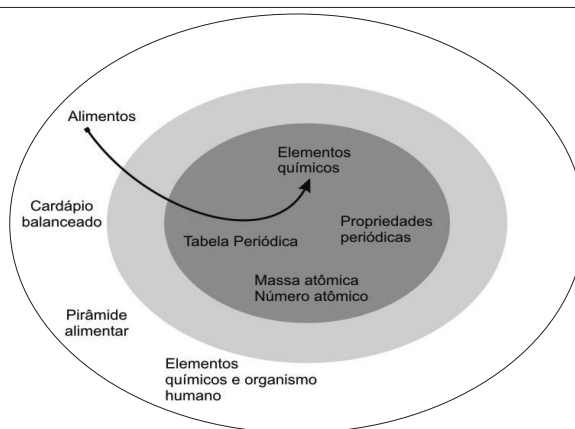 Alimentos
Elementos
químicos
Cardápio
balanceado
Propriedades
periódicas
Tabela Periódica
Massa atômica
Número atômico
Pirâmide
alimentar
Elementos
químicos e organismo
humano